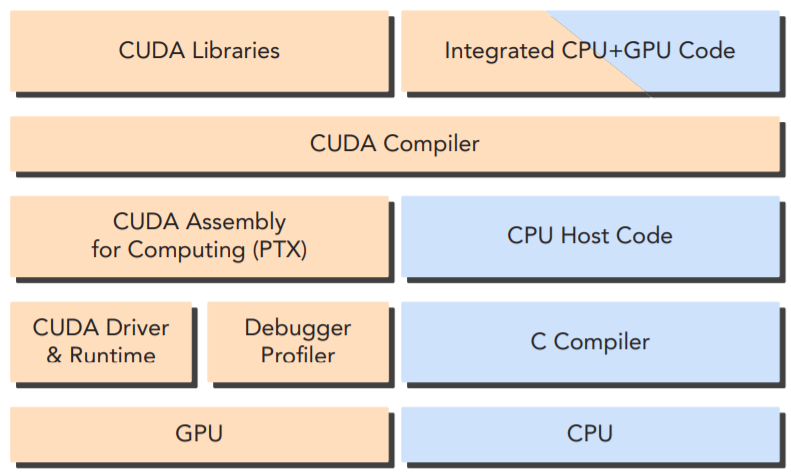 CUDA Libraries
Integrated CPU+GPU Code
CUDA Compiler
CUDA Assembly
for Computing (PTX)
CPU Host Code
CUDA Driver
& Runtime
Debugger
Profiler
C Compiler
GPU
CPU